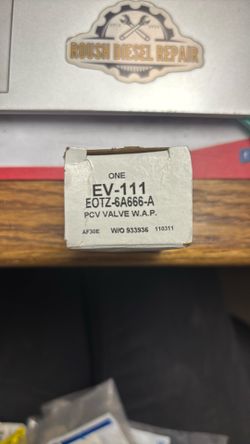 ROUSH DIESEL REPAIR
ONE
EV-111
EOTZ-6A666-A
PCV VALVE W.A.P.
AF30E W/O 933936 110311